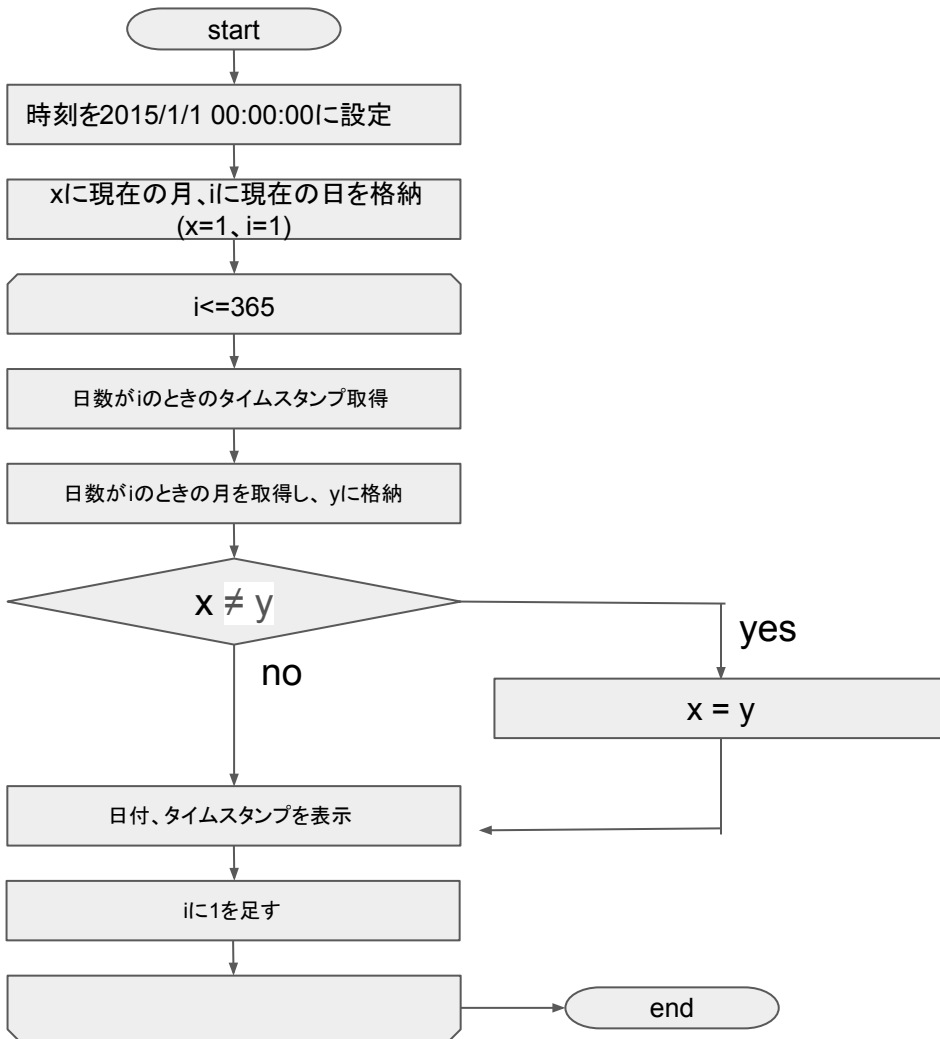 start
時刻を2015/1/1 00:00:00に設定
xに現在の月、iに現在の日を格納
(x=1、i=1)
i<=365
日数がiのときのタイムスタンプ取得
日数がiのときの月を取得し、yに格納
x ≠ y
yes
no
x = y
日付、タイムスタンプを表示
iに1を足す
end